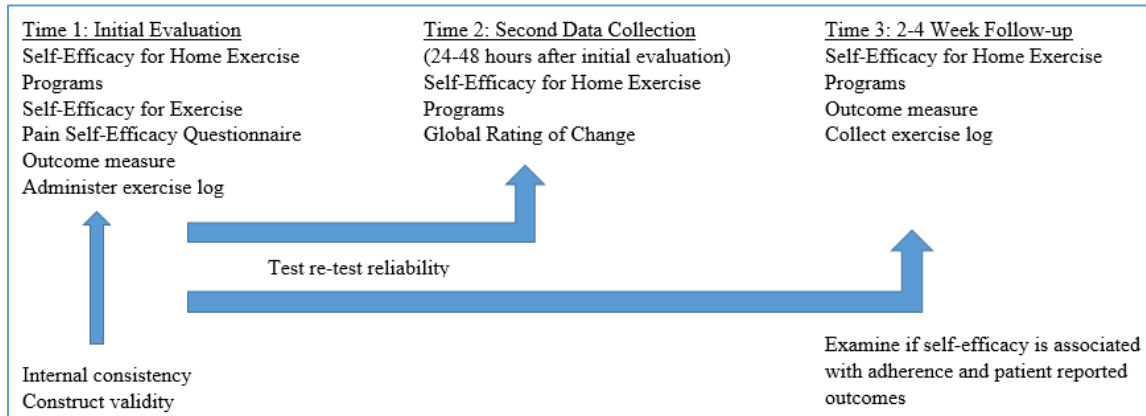 Time 1: Initial Evaluation
Self-Efficacy for Home Exercise
Programs
Self-Efficacy for Exercise
Pain Self-Efficacy Questionnaire
Outcome measure
Administer exercise log
Time 2: Second Data Collection
(24-48 hours after initial evaluation)
Self-Efficacy for Home Exercise
Programs
Global Rating of Change
Time 3: 2-4 Week Follow-up
Self-Efficacy for Home Exercise
Programs
Outcome measure
Collect exercise log
Test re-test reliability
Internal consistency
Construct validity
Examine if self-efficacy is associated
with adherence and patient reported
outcomes